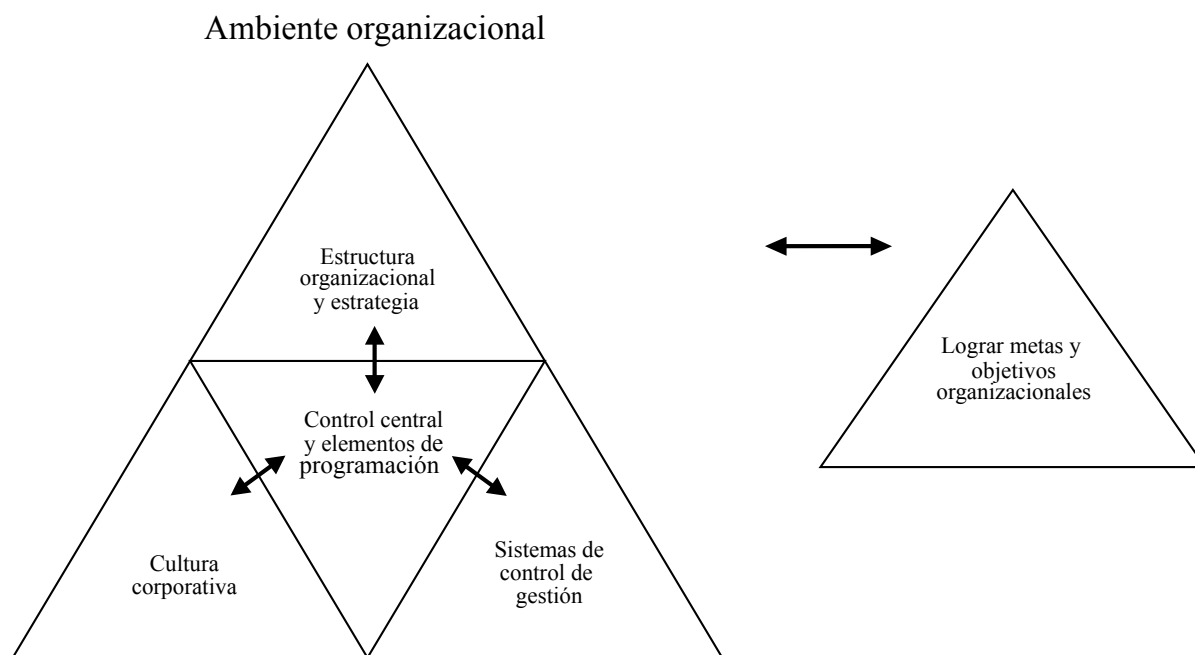 Ambiente organizacional
Estructura
organizacional
y estrategia
Control central
y elementos de
programación
Cultura
corporativa
Sistemas de
control de
gestión
Lograr metas y
objetivos
organizacionales